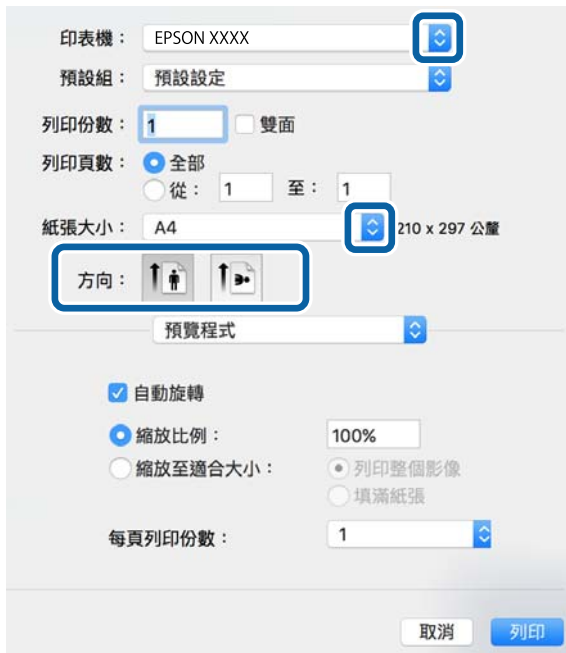 印表機： EPSON XXXX
預設組： 預設設定
列印份數： 1 雙面
列印頁數： 全部
從： 1 至： 1
紙張大小： A4 210 x 297 公釐
方向：
預覽程式
自動旋轉
縮放比例： 100%
縮放至適合大小： 列印整個影像
填滿紙張
每頁列印份數： 1
取消 列印